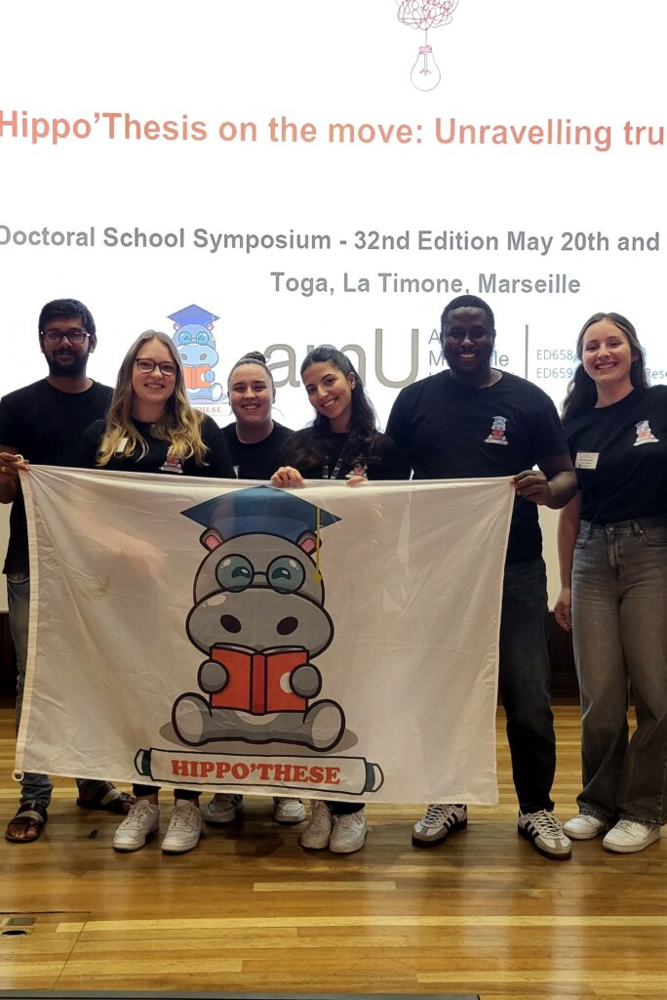 Hippo'Thesis on the move: Unravelling tru
Doctoral School Symposium - 32nd Edition May 20th and
Toga, La Timone, Marseille
amU
ED658
ED659
HIPPO'THESE